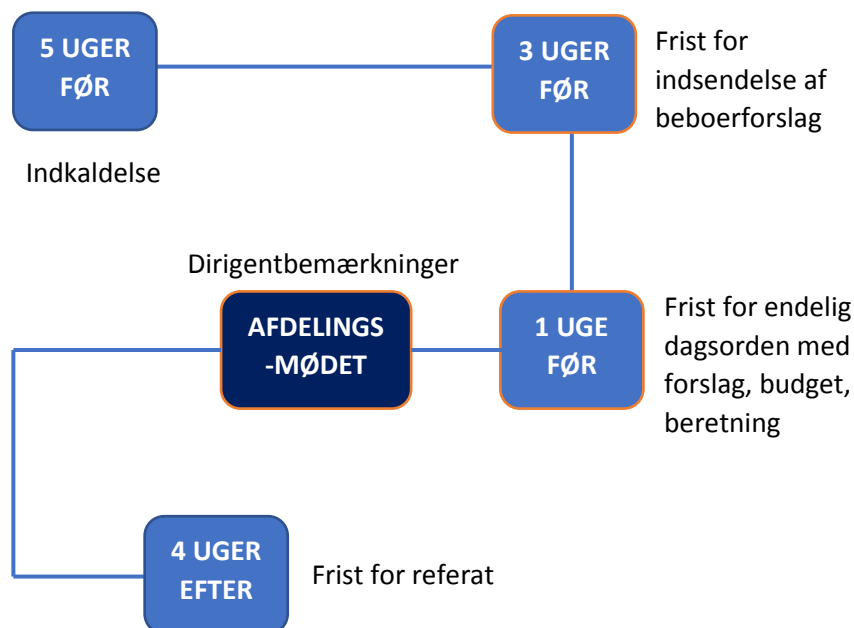 5 UGER
FØR
Indkaldelse
3 UGER
FØR
Frist for
indsendelse af
beboerforslag
Dirigentbemærkninger
AFDELINGS
-MØDET
1 UGE
FØR
Frist for endelig
dagsorden med
forslag, budget,
beretning
4 UGER
EFTER
Frist for referat